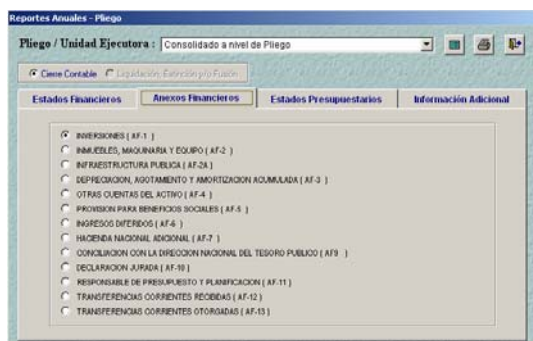 Reportes Anuales - Pliego
Pliego / Unidad Ejecutora : Consolidado a nivel de Pliego
Cierre Contable Liquidación, Extinción y/o Fusión
Estados Financieros Anexos Financieros Estados Presupuestarios Información Adicional
INVERSIONES ( AF-1 )
INMUEBLES, MAQUINARIA Y EQUIPO ( AF-2 )
INFRAESTRUCTURA PUBLICA ( AF-2A )
DEPRECIACION, AGOTAMIENTO Y AMORTIZACION ACUMULADA ( AF-3 )
OTRAS CUENTAS DEL ACTIVO ( AF-4 )
PROVISION PARA BENEFICIOS SOCIALES ( AF-5 )
INGRESOS DIFERIDOS ( AF-6 )
HACIENDA NACIONAL ADICIONAL ( AF-7 )
CONCILIACION CON LA DIRECCION NACIONAL DEL TESORO PUBLICO ( AF9 )
DECLARACION JURADA ( AF-10 )
RESPONSABLE DE PRESUPUESTO Y PLANIFICACION ( AF-11 )
TRANSFERENCIAS CORRIENTES RECIBIDAS ( AF-12 )
TRANSFERENCIAS CORRIENTES OTORGADAS ( AF-13 )